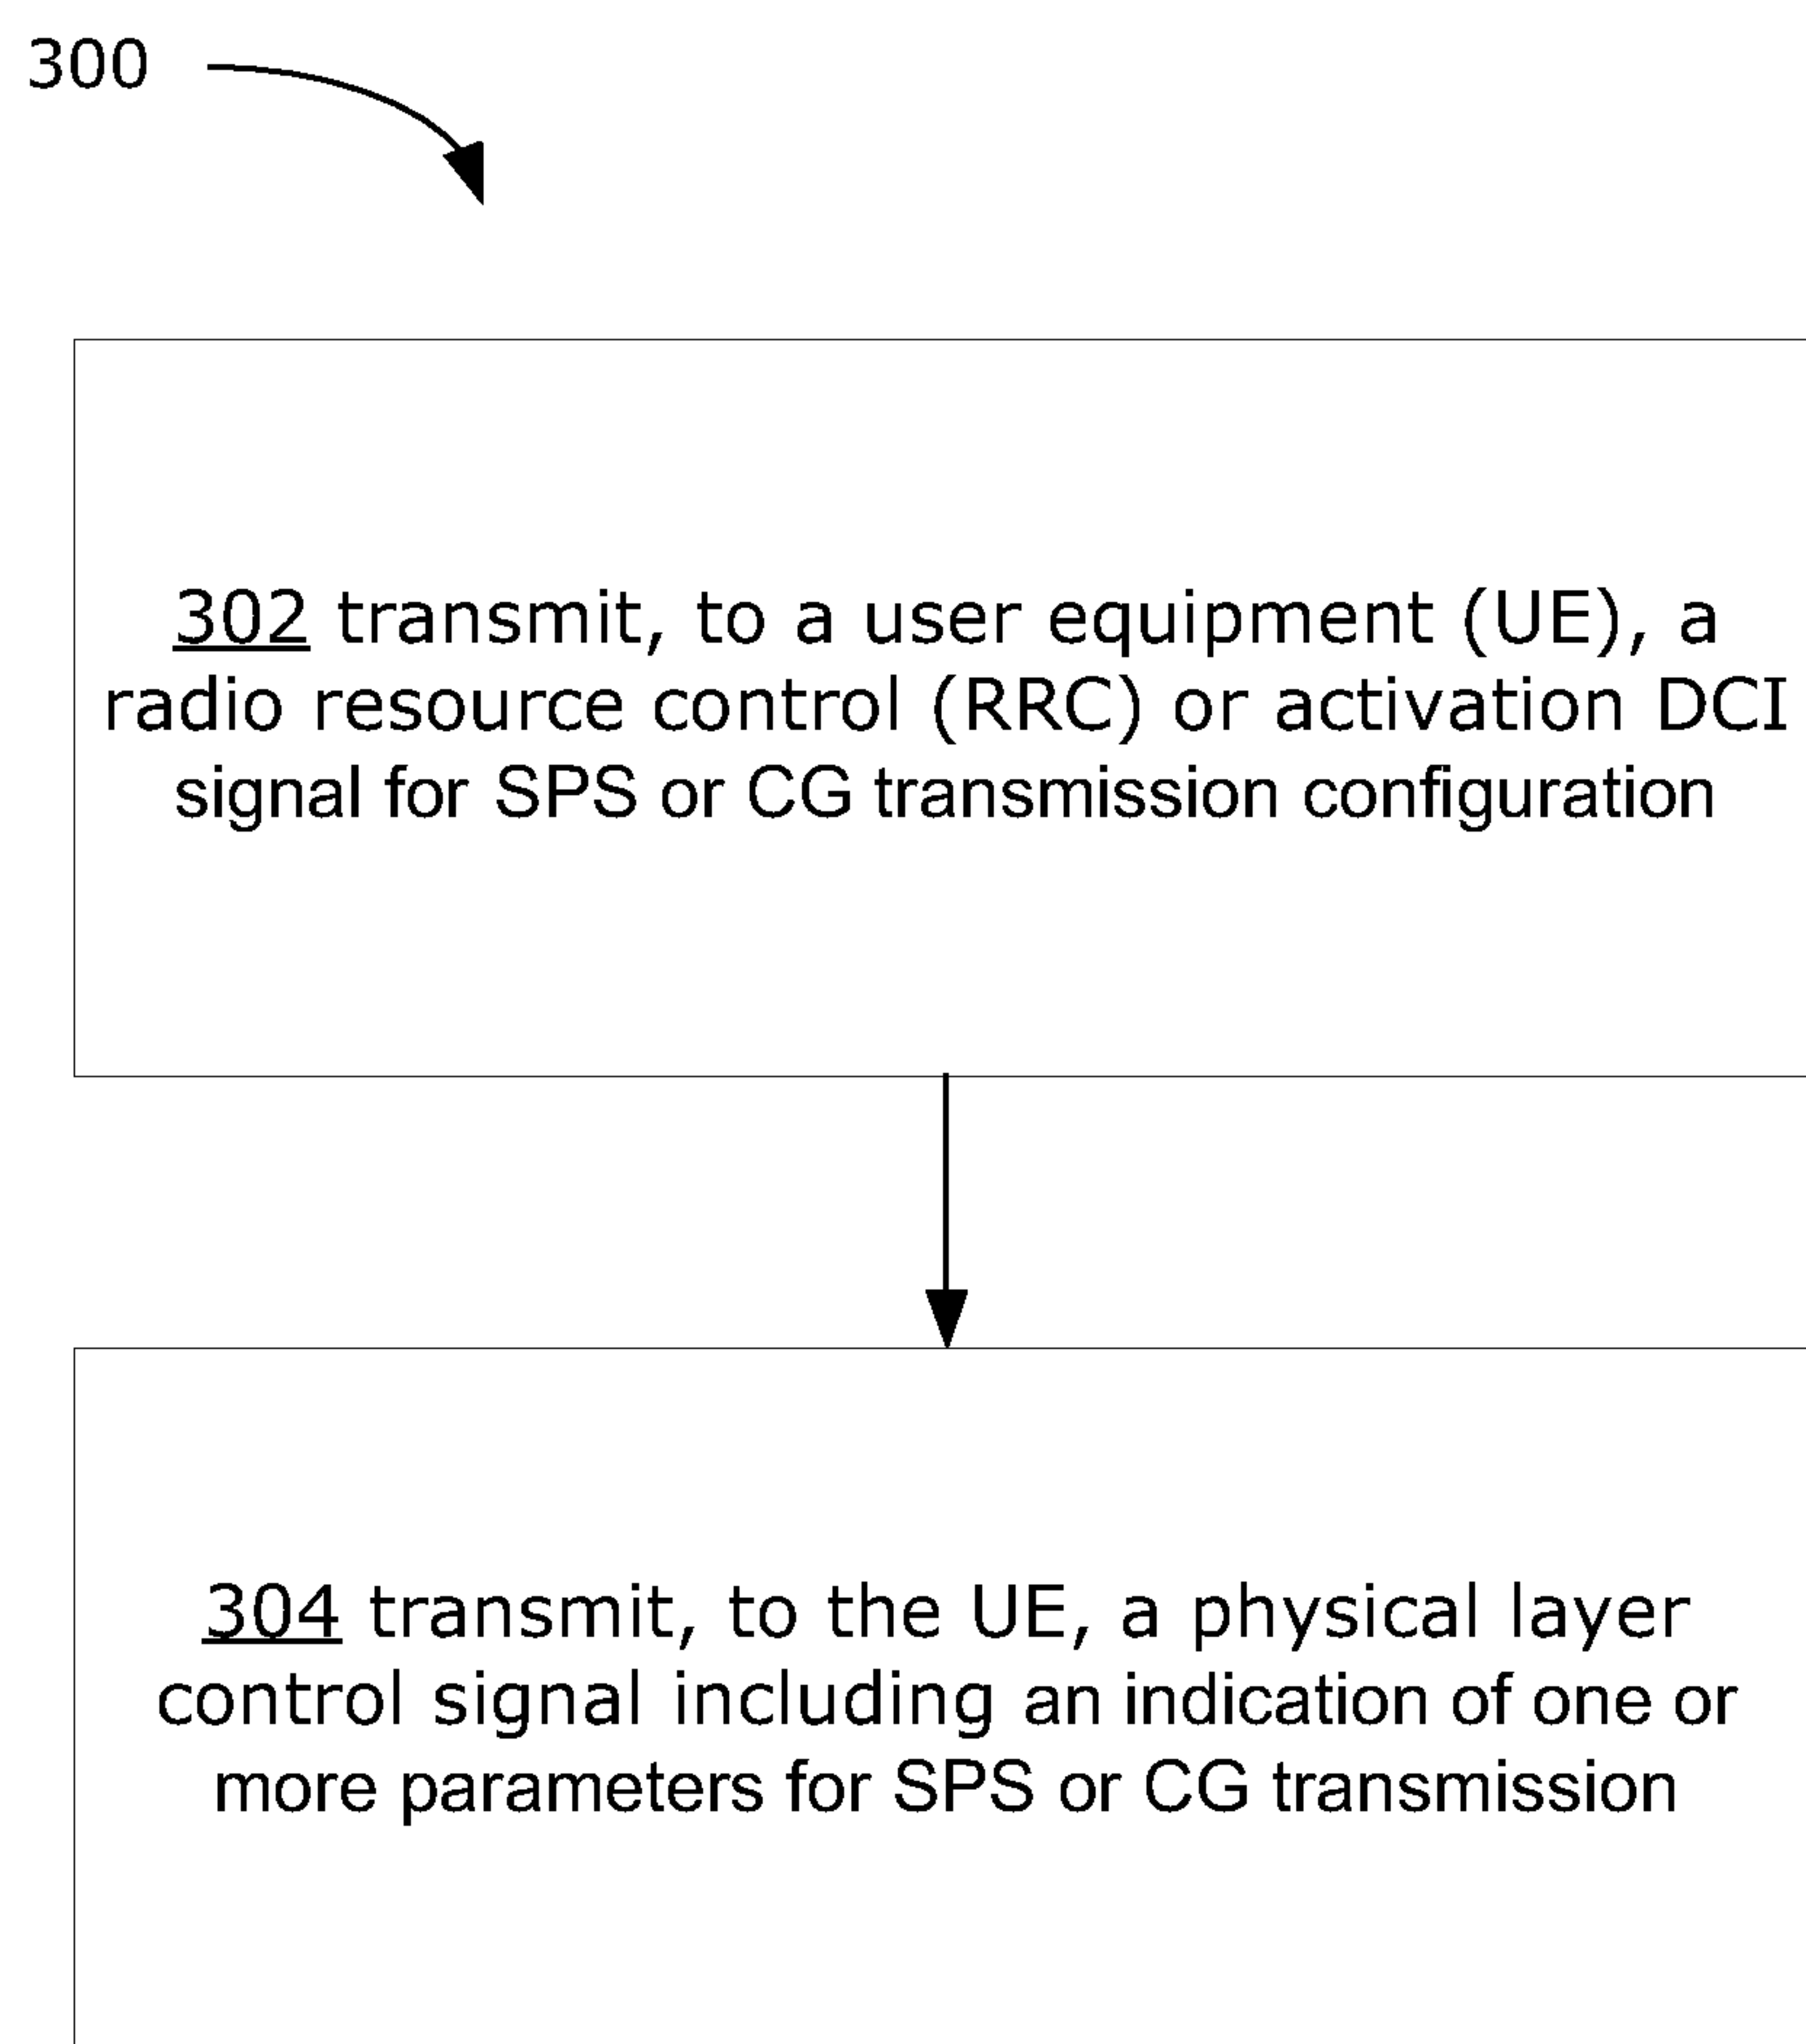 300
302 transmit, to a user equipment (UE), a
radio resource control (RRC) or activation DCI
signal for SPS or CG transmission configuration
304 transmit, to the UE, a physical layer
control signal including an indication of one or
more parameters for SPS or CG transmission